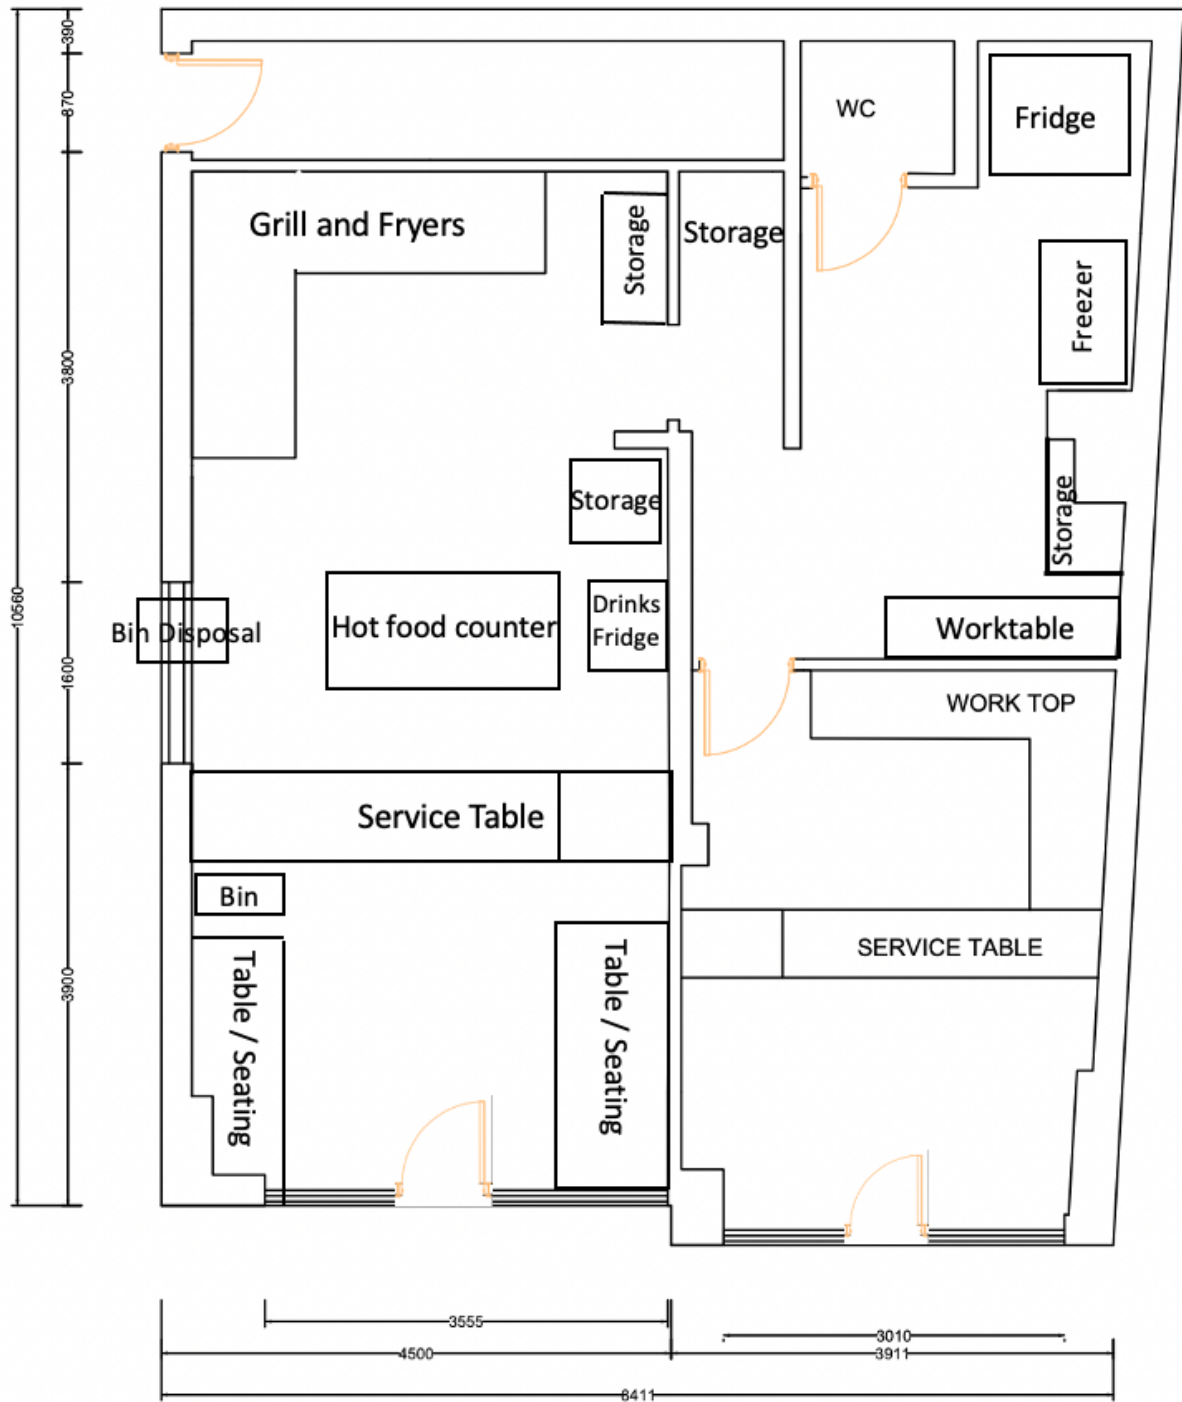 390
870
WC
Fridge
Grill and Fryers
Storage
Storage
Freezer
3800
Storage
Storage
10560
Drinks
Fridge
Hot food counter
Bin Disposal
Worktable
1600
WORK TOP
Service Table
Bin
SERVICE TABLE
3900
Table / Seating
Table / Seating
3555
3010
4500
3911
8411